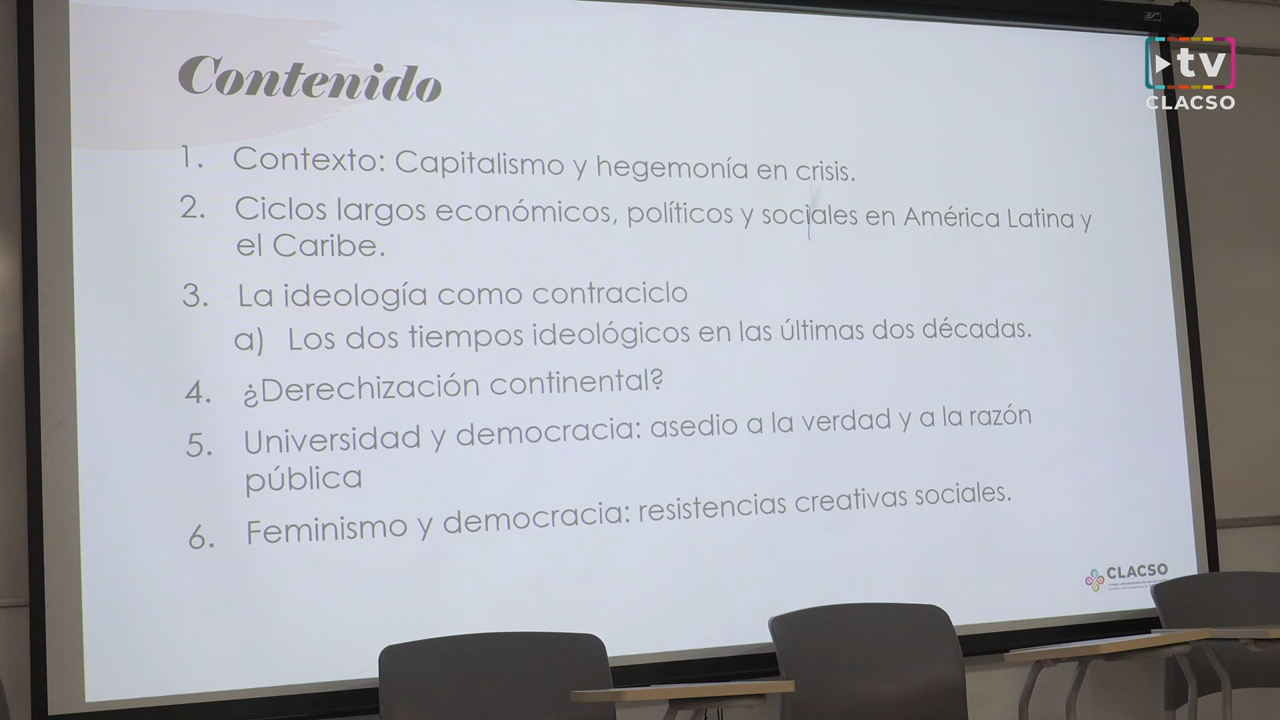 Contenido
tv
CLACSO
1. Contexto: Capitalismo y hegemonía en crisis.
2. Ciclos largos económicos, políticos y sociales en América Latina y
el Caribe.
3. La ideología como contraciclo
a) Los dos tiempos ideológicos en las últimas dos décadas.
4. ¿Derechización continental?
5. Universidad y democracia: asedio a la verdad y a la razón
pública
6. Feminismo y democracia: resistencias creativas sociales.
CLACSO